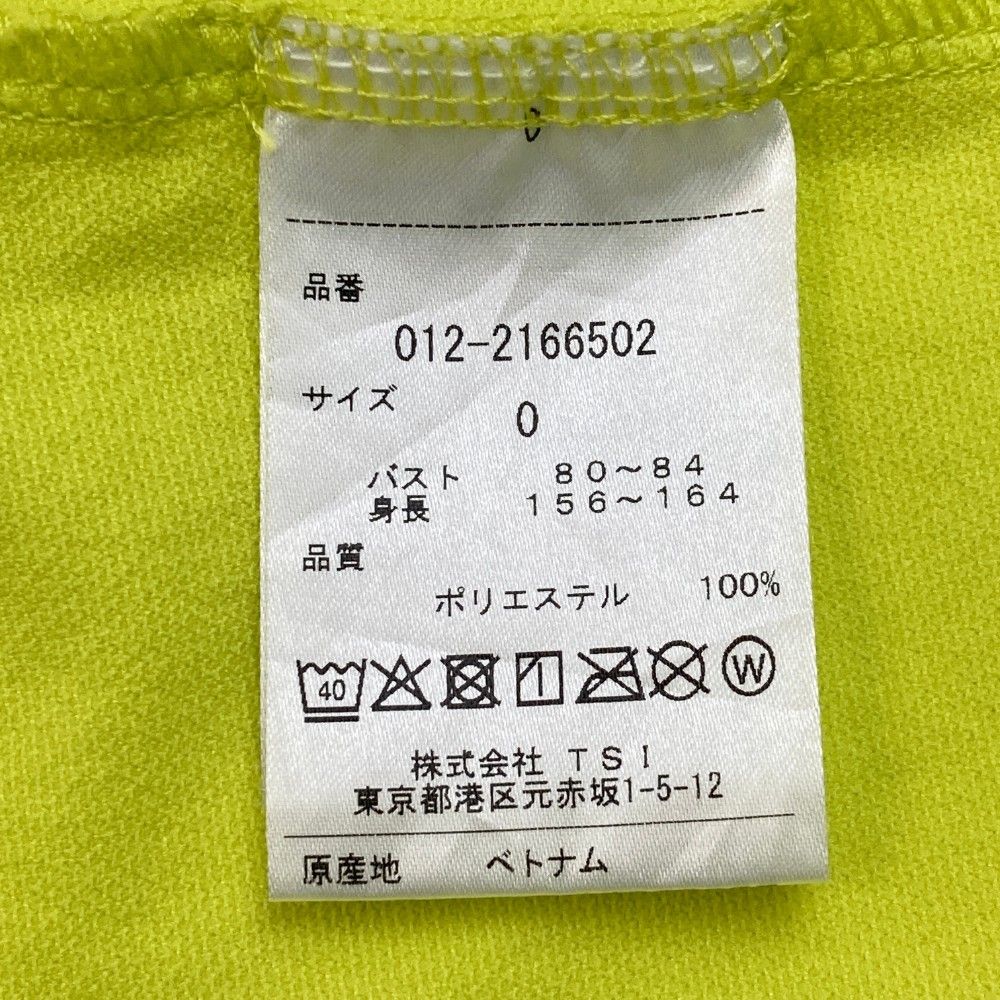 品番
012-2166502
サイズ
0
バスト 80～84
身長 156～164
品質
ポリエステル 100%
40 W
株式会社 TSI
東京都港区元赤坂1-5-12
原産地 ベトナム